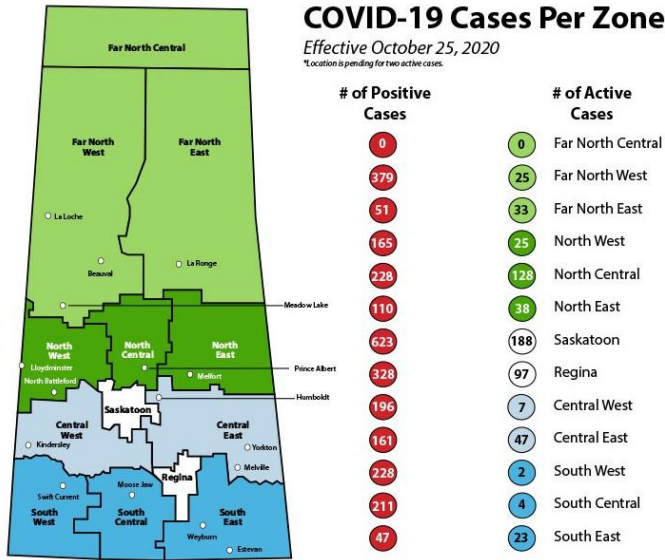 COVID-19 Cases Per Zone
Effective October 25, 2020
*Location is pending for two active cases.
# of Positive
Cases
# of Active
Cases
0 0 Far North Central
379 25 Far North West
51 33 Far North East
165 25 North West
228 128 North Central
110 38 North East
623 188 Saskatoon
328 97 Regina
196 7 Central West
161 47 Central East
228 2 South West
211 4 South Central
47 23 South East
Far North Central
Far North
West
Far North
East
La Loche
Beauval
La Ronge
Meadow Lake
North
West
North
Central
North
East
Lloydminster
Prince Albert
North Battleford
Melfort
Humboldt
Saskatoon
Central
West
Central
East
Kindersley
Yorkton
Melville
Regina
Swift Current
Moose Jaw
South
West
South
Central
South
East
Weyburn
Estevan